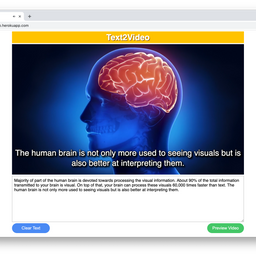 .herokuapp.com
Text2Video
The human brain is not only more used to seeing visuals but is
also better at interpreting them.
Majority of part of the human brain is devoted towards processing the visual information. About 90% of the total information
transmitted to your brain is visual. On top of that, your brain can process these visuals 60,000 times faster than text. The
human brain is not only more used to seeing visuals but is also better at interpreting them.
Clear Text
Preview Video